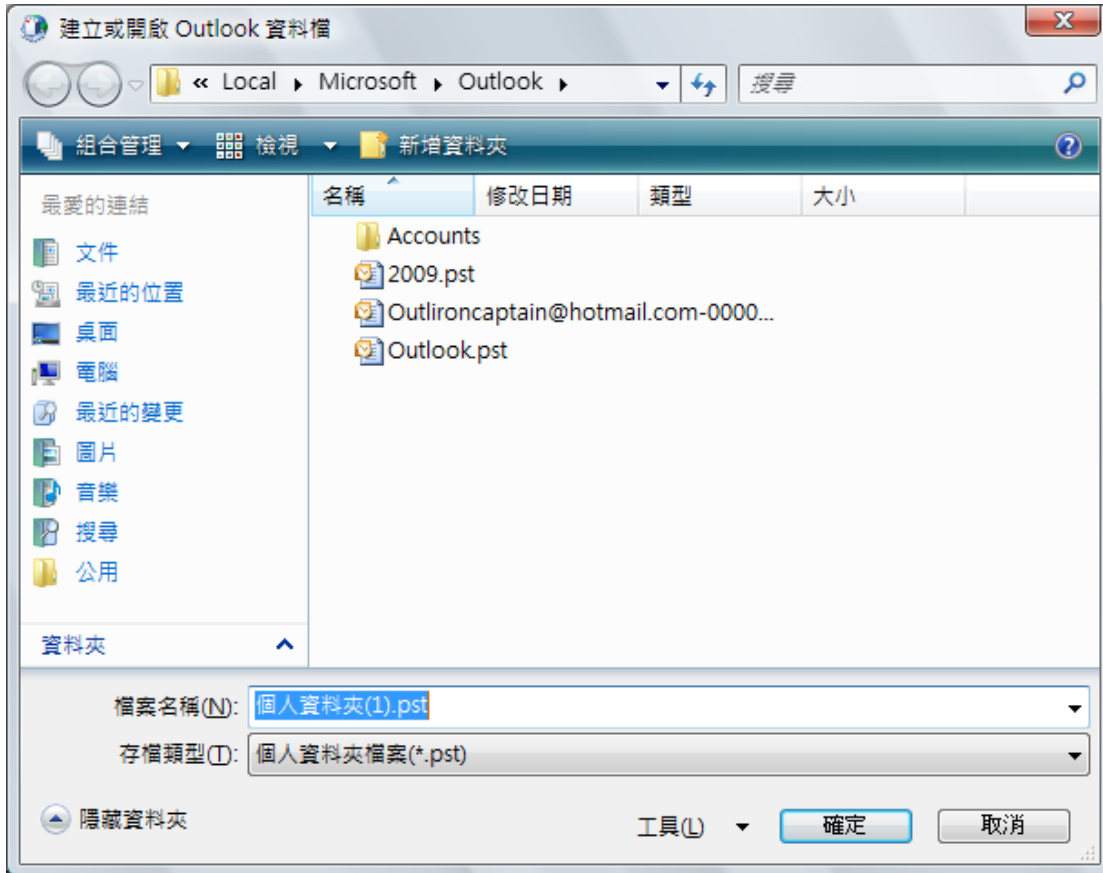 建立或開啟 Outlook 資料檔
« Local Microsoft Outlook 搜尋
組合管理 檢視 新增資料夾
最愛的連結
文件
最近的位置
桌面
電腦
最近的變更
圖片
音樂
搜尋
公用
資料夾
名稱 修改日期 類型 大小
Accounts
2009.pst
Outlironcaptain@hotmail.com-0000...
Outlook.pst
檔案名稱(N): 個人資料夾(1).pst
存檔類型(T): 個人資料夾檔案(*.pst)
隱藏資料夾 工具(L) 確定 取消